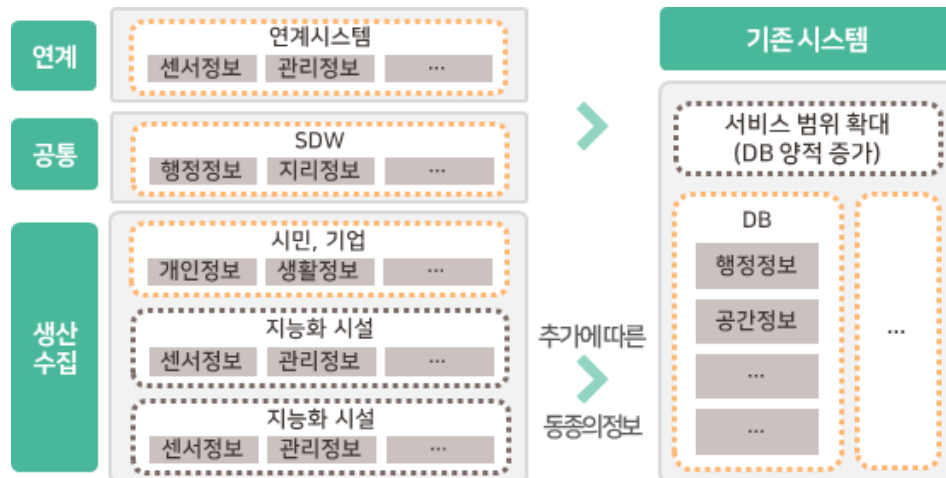 연계
연계시스템
센서정보
관리정보
...
공통
SDW
행정정보
지리정보
...
생산
수집
시민, 기업
개인정보
생활정보
...
지능화 시설
센서정보
관리정보
...
지능화 시설
센서정보
관리정보
...
추가에 따른
동종의정보
기존 시스템
서비스 범위 확대
(DB 양적 증가)
DB
행정정보
공간정보
...
...
...